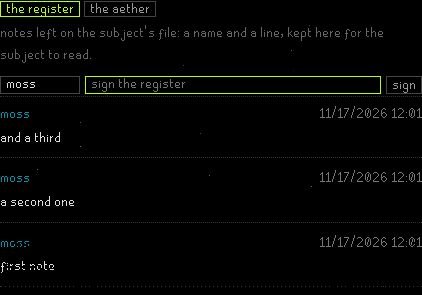 the register the aether
notes left on the subject's file: a name and a line, kept here for the
subject to read.
moss sign the register sign
moss 11/17/2026 12:01
and a third
moss 11/17/2026 12:01
a second one
moss 11/17/2026 12:01
first note